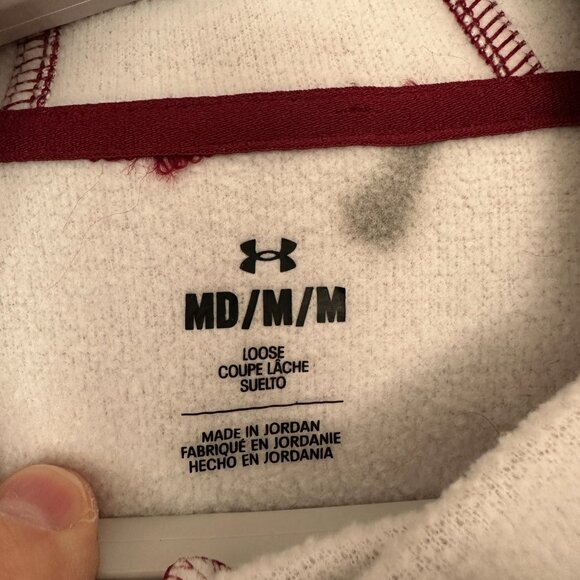 MD/M/M
LOOSE
COUPE LÂCHE
SUELTO
MADE IN JORDAN
FABRIQUÉ EN JORDANIE
HECHO EN JORDANIA